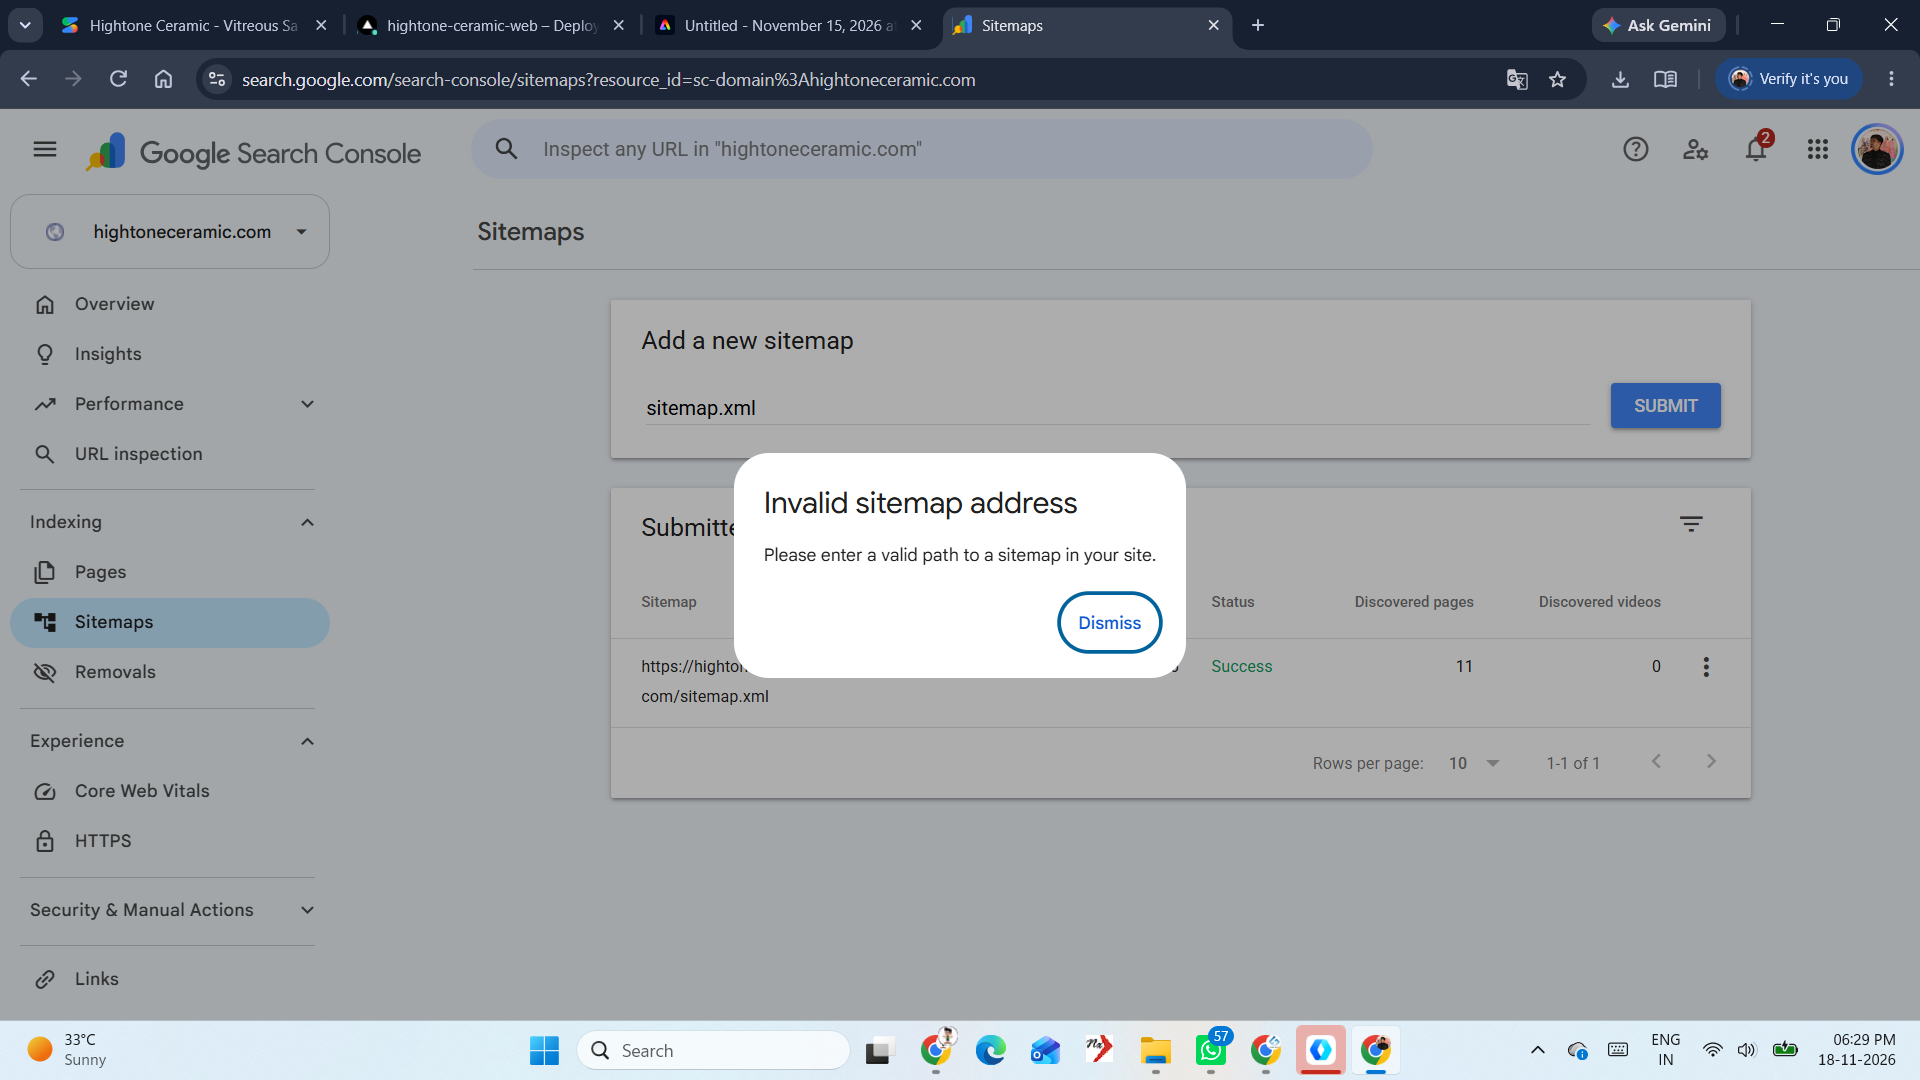 Hightone Ceramic - Vitreous Sa
hightone-ceramic-web – Deploy
Untitled - November 15, 2026 a
Sitemaps
Ask Gemini
search.google.com/search-console/sitemaps?resource_id=sc-domain%3Ahightoneceramic.com
Verify it's you
Google Search Console
Inspect any URL in "hightoneceramic.com"
2
hightoneceramic.com
Sitemaps
Overview
Insights
Performance
URL inspection
Indexing
Pages
Sitemaps
Removals
Experience
Core Web Vitals
HTTPS
Security & Manual Actions
Links
Add a new sitemap
sitemap.xml
SUBMIT
Invalid sitemap address
Please enter a valid path to a sitemap in your site.
Dismiss
Submitte
Sitemap
Status
Discovered pages
Discovered videos
https://highton
com/sitemap.xml
Success
11
0
Rows per page:
10
1-1 of 1
33°C
Sunny
Search
57
ENG
IN
06:29 PM
18-11-2026